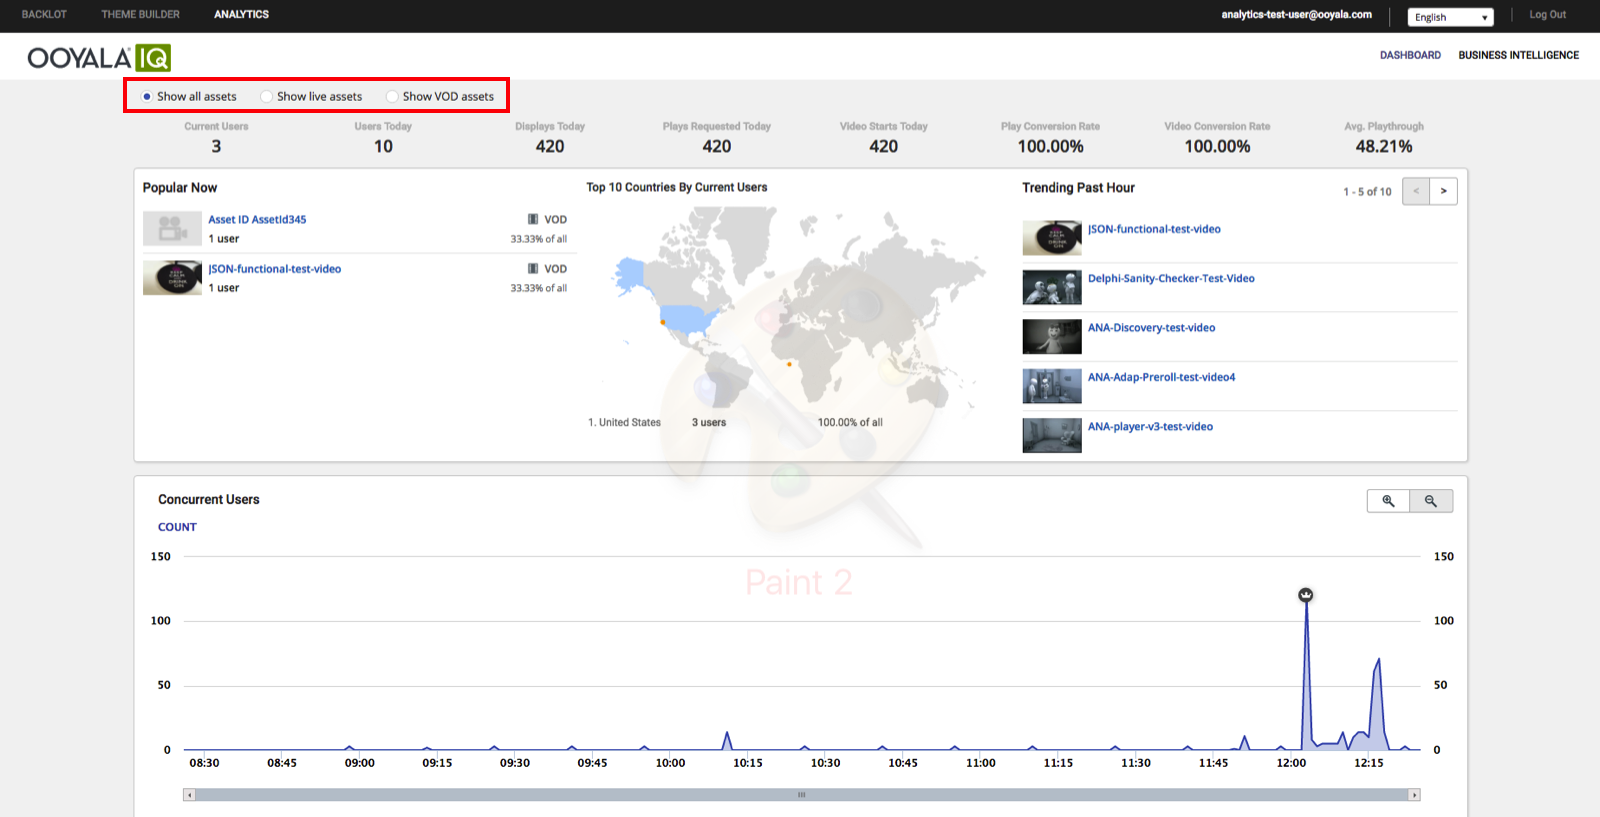 BACKLOT THEME BUILDER ANALYTICS analytics-test-user@ooyala.com English Log Out
OOYALA IQ DASHBOARD BUSINESS INTELLIGENCE
Show all assets Show live assets Show VOD assets
Current Users Users Today Displays Today Plays Requested Today Video Starts Today Play Conversion Rate Video Conversion Rate Avg. Playthrough
3 10 420 420 420 100.00% 100.00% 48.21%
Popular Now
Asset ID AssetId345 VOD
1 user 33.33% of all
JSON-functional-test-video VOD
1 user 33.33% of all
Top 10 Countries By Current Users
1. United States 3 users 100.00% of all
Trending Past Hour 1 - 5 of 10 < >
JSON-functional-test-video
Delphi-Sanity-Checker-Test-Video
ANA-Discovery-test-video
ANA-Adap-Preroll-test-video4
ANA-player-v3-test-video
Concurrent Users
COUNT
150 150
Paint 2
100 100
50 50
0 0
08:30 08:45 09:00 09:15 09:30 09:45 10:00 10:15 10:30 10:45 11:00 11:15 11:30 11:45 12:00 12:15